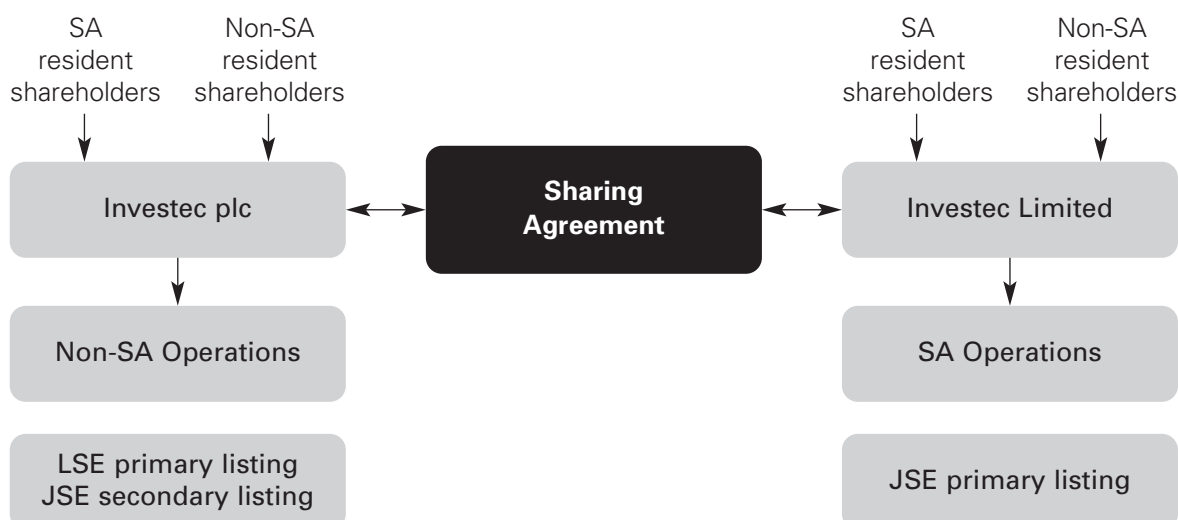 SA
resident
shareholders
Non-SA
resident
shareholders
SA
resident
shareholders
Non-SA
resident
shareholders
Investec plc
Sharing
Agreement
Investec Limited
Non-SA Operations
SA Operations
LSE primary listing
JSE secondary listing
JSE primary listing